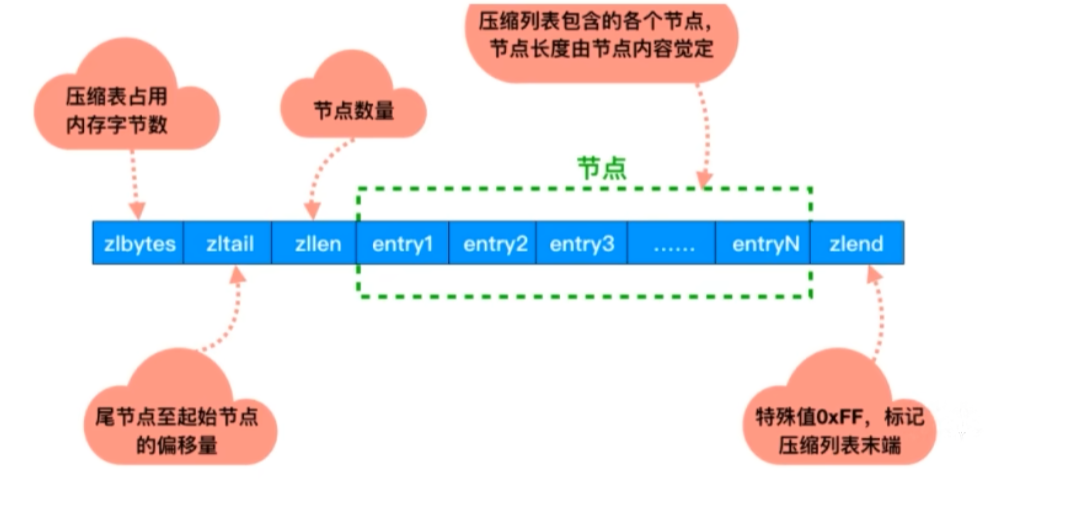 压缩列表包含的各个节点，
节点长度由节点内容觉定
压缩表占用
内存字节数
节点数量
节点
zlbytes zltail zllen entry1 entry2 entry3 …… entryN zlend
尾节点至起始节点
的偏移量
特殊值0xFF，标记
压缩列表末端